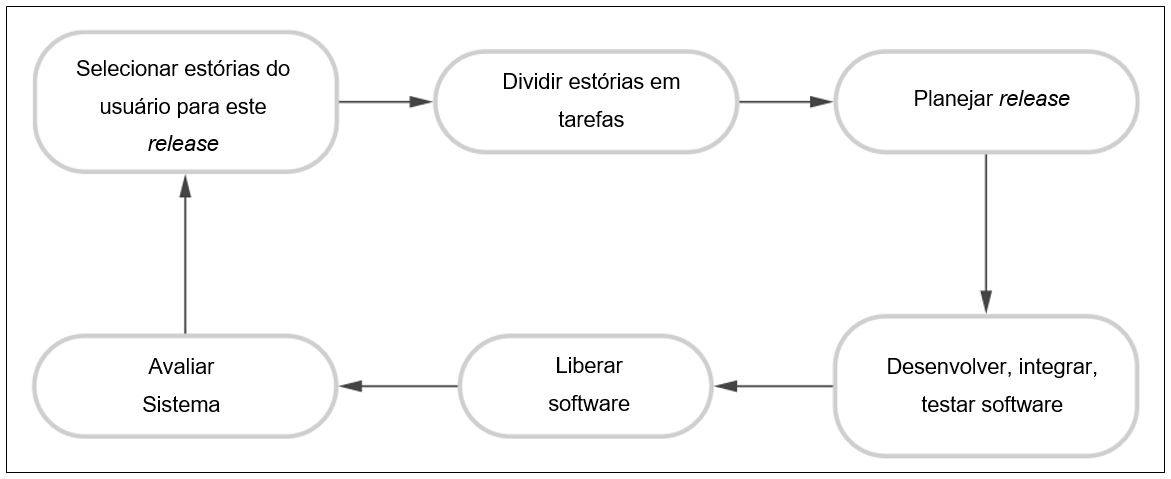 Selecionar estórias do
usuário para este
release
Dividir estórias em
tarefas
Planejar release
Desenvolver, integrar,
testar software
Liberar
software
Avaliar
Sistema